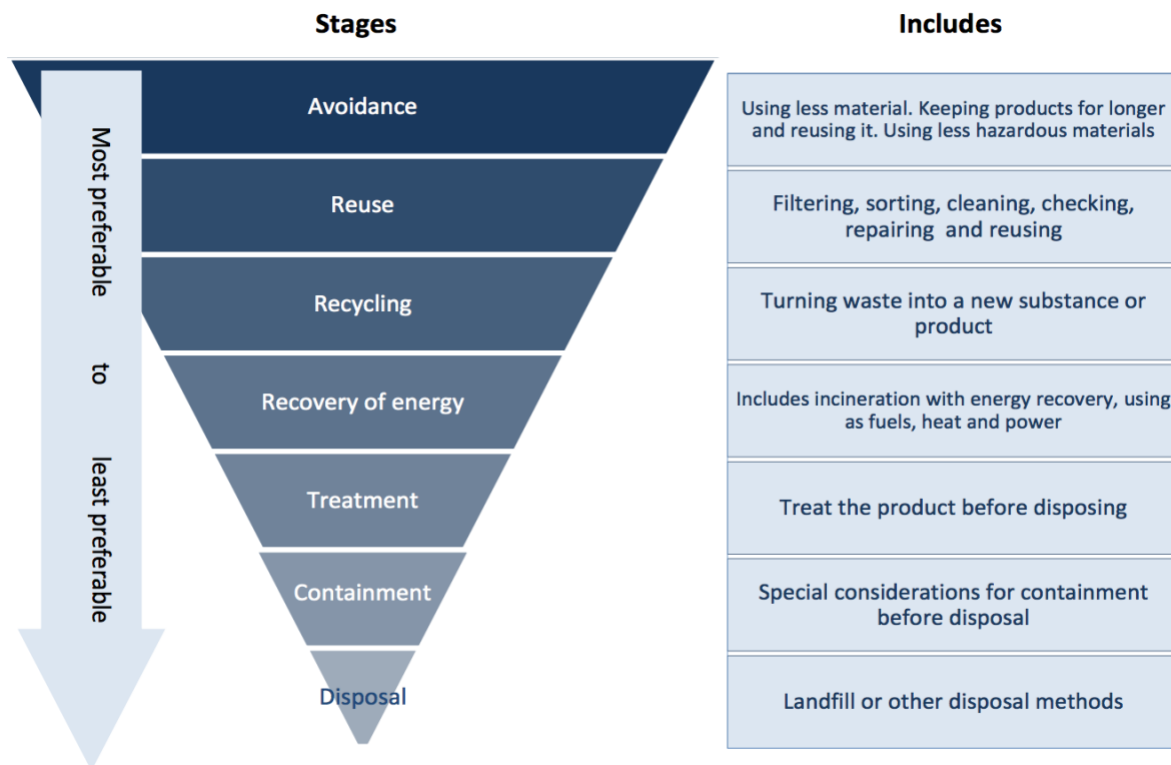 Stages
Includes
Most preferable to least preferable
Avoidance
Using less material. Keeping products for longer
and reusing it. Using less hazardous materials
Reuse
Filtering, sorting, cleaning, checking,
repairing and reusing
Recycling
Turning waste into a new substance or
product
Recovery of energy
Includes incineration with energy recovery, using
as fuels, heat and power
Treatment
Treat the product before disposing
Containment
Special considerations for containment
before disposal
Disposal
Landfill or other disposal methods